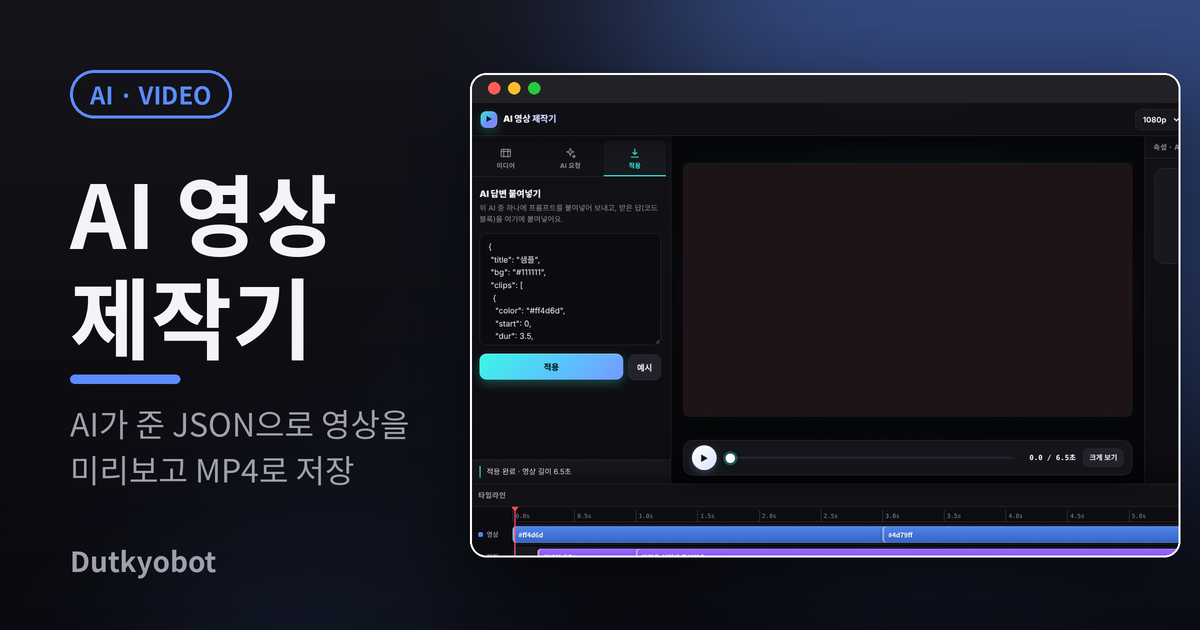 AI · VIDEO
AI 영상
제작기
AI가 준 JSON으로 영상을
미리보고 MP4로 저장
Dutkyobot
AI 영상 제작기
1080p
미디어
AI 요청
적용
속성 · A
AI 답변 붙여넣기
위 AI 중 하나에 프롬프트를 붙여넣어 보내고, 받은 답(코드
블록)을 여기에 붙여넣어요.
{
"title": "샘플",
"bg": "#111111",
"clips": [
{
"color": "#ff4d6d",
"start": 0,
"dur": 3.5,
적용
예시
0.0 / 6.5초
크게 보기
적용 완료 · 영상 길이 6.5초
타임라인
0.0s 0.5s 1.0s 1.5s 2.0s 2.5s 3.0s 3.5s 4.0s 4.5s 5.0s
영상
#ff4d6d
#4d79ff